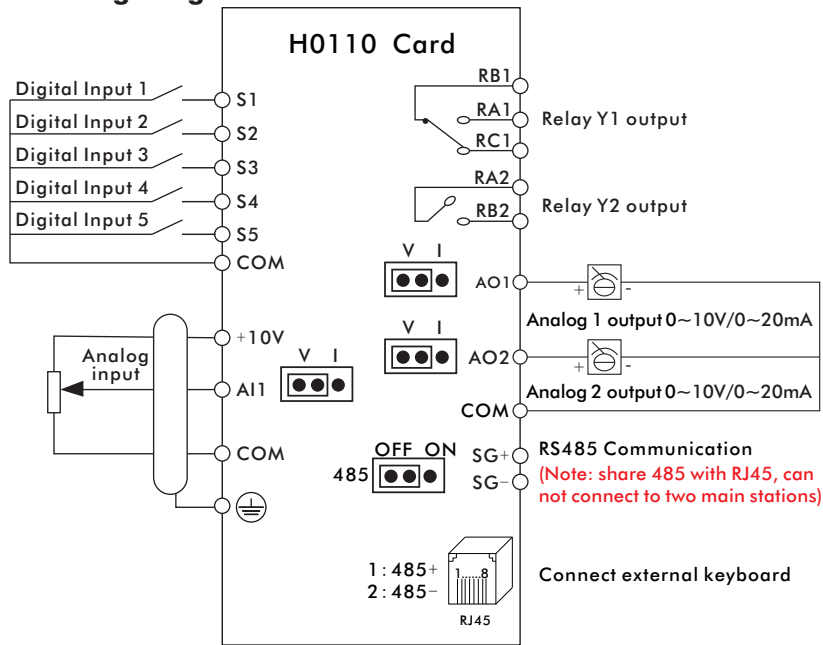 H0110 Card
Digital Input 1
S1
Digital Input 2
S2
Digital Input 3
S3
Digital Input 4
S4
Digital Input 5
S5
COM
+10V
Analog
input
V I
AI1
COM
RB1
RA1
Relay Y1 output
RC1
RA2
Relay Y2 output
RB2
V I
AO1
+ -
Analog 1 output 0~10V/0~20mA
V I
AO2
+ -
Analog 2 output 0~10V/0~20mA
COM
OFF ON
485
SG+
SG-
RS485 Communication
(Note: share 485 with RJ45, can
not connect to two main stations)
1:485+
2:485-
1......8
RJ45
Connect external keyboard